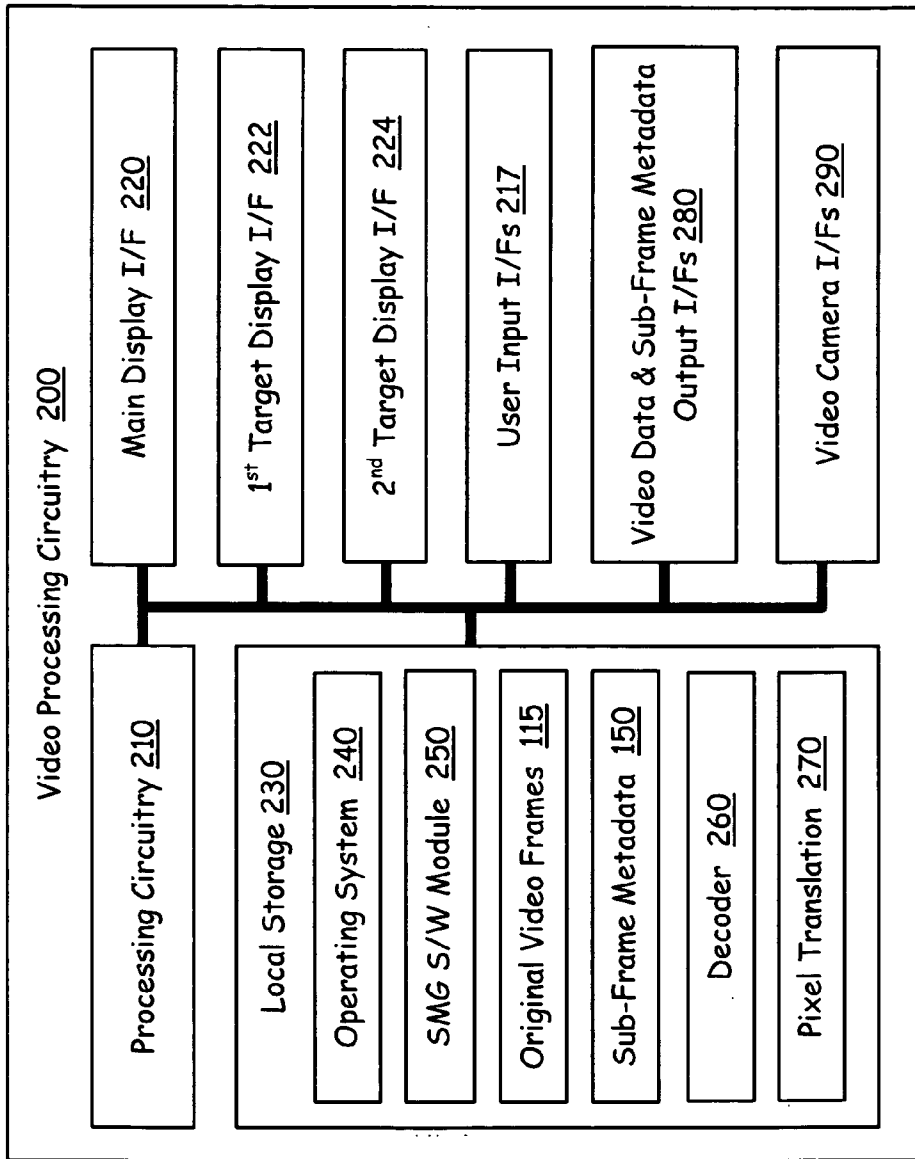 Video Processing Circuitry 200
Processing Circuitry 210
Local Storage 230
Operating System 240
SMG S/W Module 250
Original Video Frames 115
Sub-Frame Metadata 150
Decoder 260
Pixel Translation 270
Main Display I/F 220
1st Target Display I/F 222
2nd Target Display I/F 224
User Input I/Fs 217
Video Data & Sub-Frame Metadata
Output I/Fs 280
Video Camera I/Fs 290